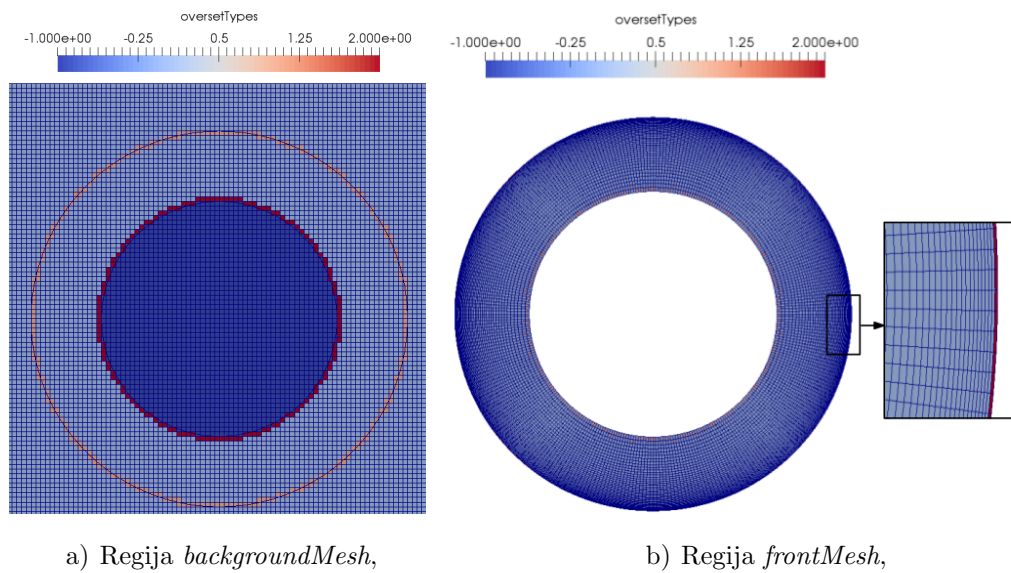 oversetTypes
-1.000e+00 -0.25 0.5 1.25 2.000e+00
oversetTypes
-1.000e+00 -0.25 0.5 1.25 2.000e+00
a) Regija backgroundMesh,
b) Regija frontMesh,